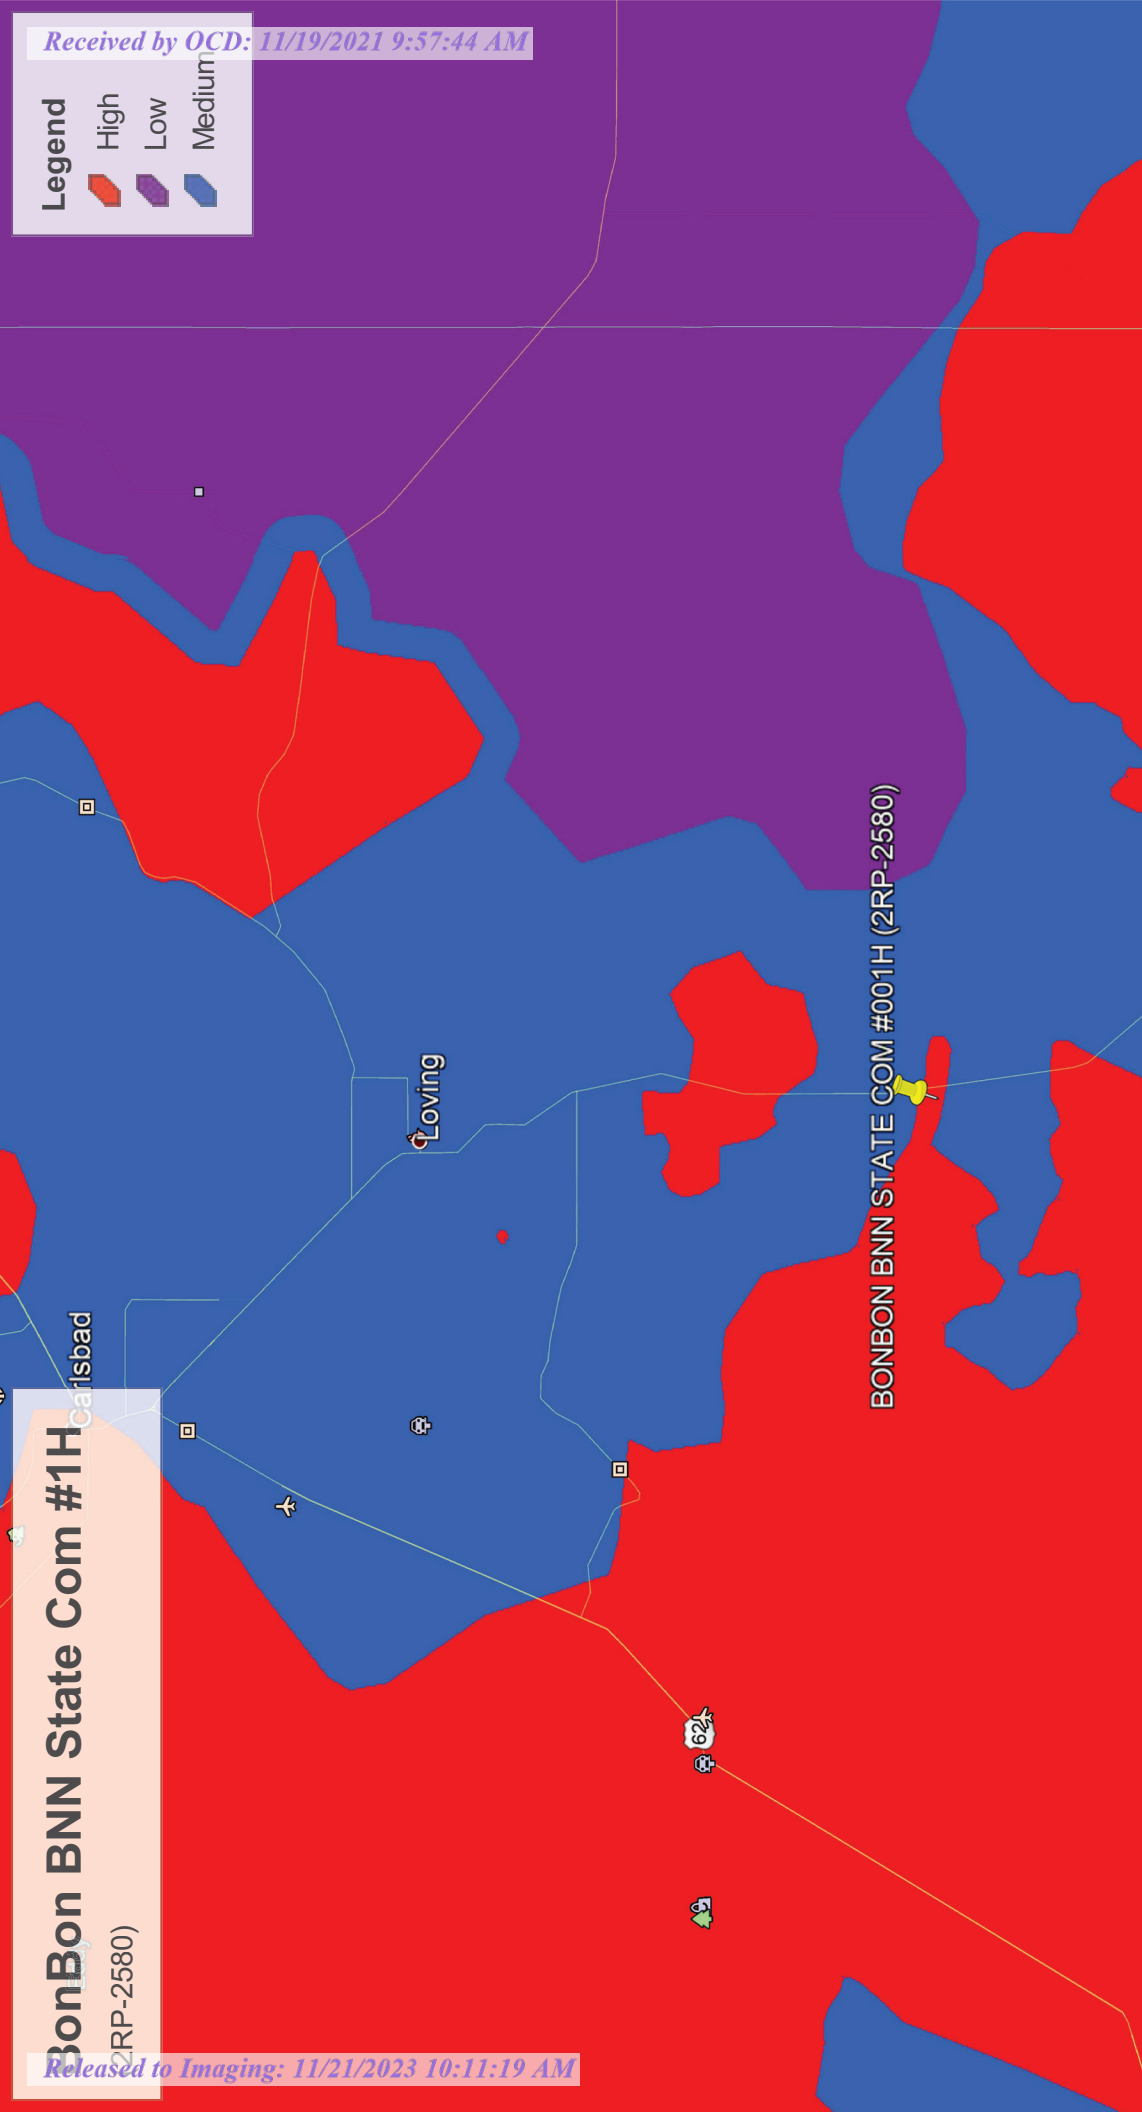 Received by OCD: 11/19/2021 9:57:44 AM
BonBon BNN State Com #1H
2RP-2580)
Legend
High
Low
Medium
Carlsbad
Loving
62
BONBON BNN STATE COM #001H (2RP-2580)
Released to Imaging: 11/21/2023 10:11:19 AM